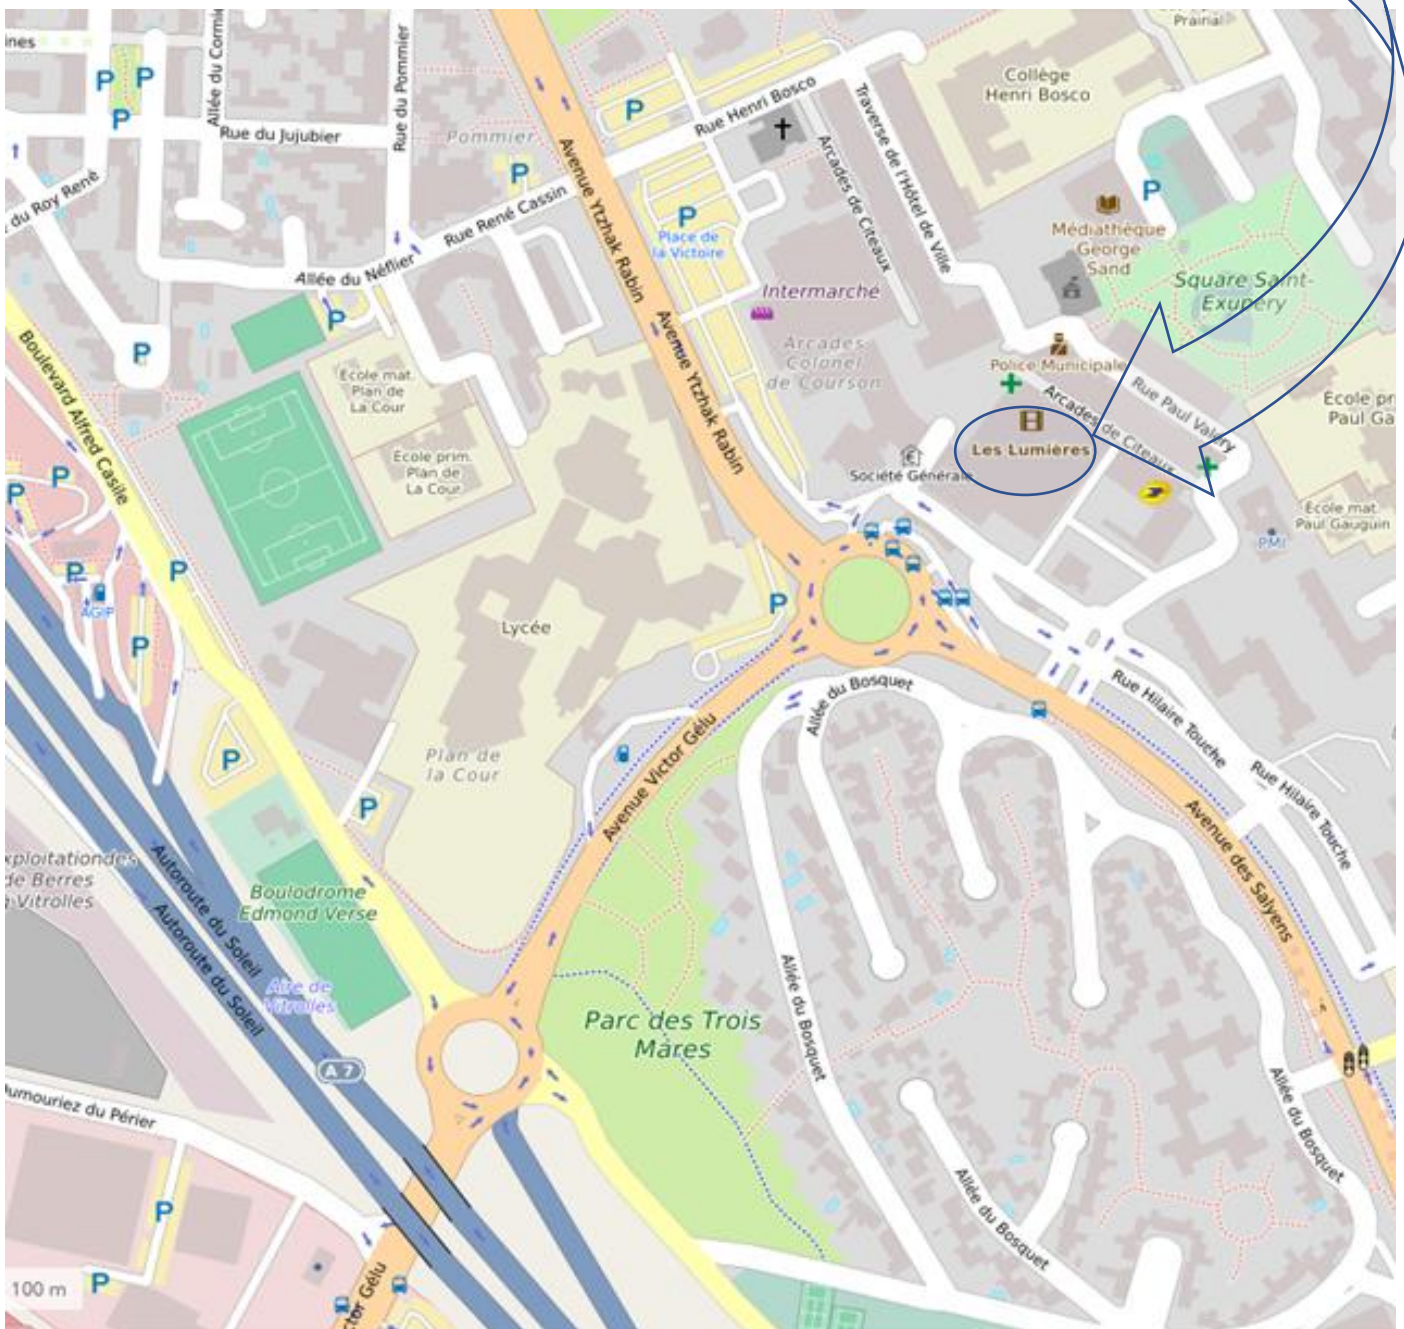 ines
Allée du Cormie
Rue du Pommier
Prairial
P
P
P
P
Rue du Jujubier
Pommier
Rue Henri Bosco
Collège
Henri Bosco
Avenue Ytzhak Rabin
Arcades de Citeaux
Traverse de l'Hôtel de Ville
P
P
du Roy René
Rue René Cassin
P
Place de
la Victoire
Médiathèque
George
Sand
Allée du Néflier
P
Intermarché
Square Saint-
Exupéry
Boulevard Alfred Casile
P
Avenue Ytzhak Rabin
Arcades
Colonel
de Courson
Police Municipale
École mat.
Plan de
La Cour
Arcades de Citeaux
Rue Paul Valéry
École pri
Paul Ga
École prim.
Plan de
La Cour
Les Lumières
Société Générale
P
P
École mat.
Paul Gauguin
PMI
P
P
AGIP
P
P
Lycée
Allée du Bosquet
Rue Hilaire Touche
Plan de
la Cour
P
P
Avenue Victor Gélu
Rue Hilaire Touche
Avenue des Salyens
xploitationdes
de Berres
Vitrolles
Autoroute du Soleil
Autoroute du Soleil
Boulodrome
Edmond Verse
Aire de
Vitrolles
Allée du Bosquet
Parc des Trois
Mares
A 7
Dumouriez du Périer
Allée du Bosquet
Allée du Bosquet
P
100 m
P
ctor Gélu